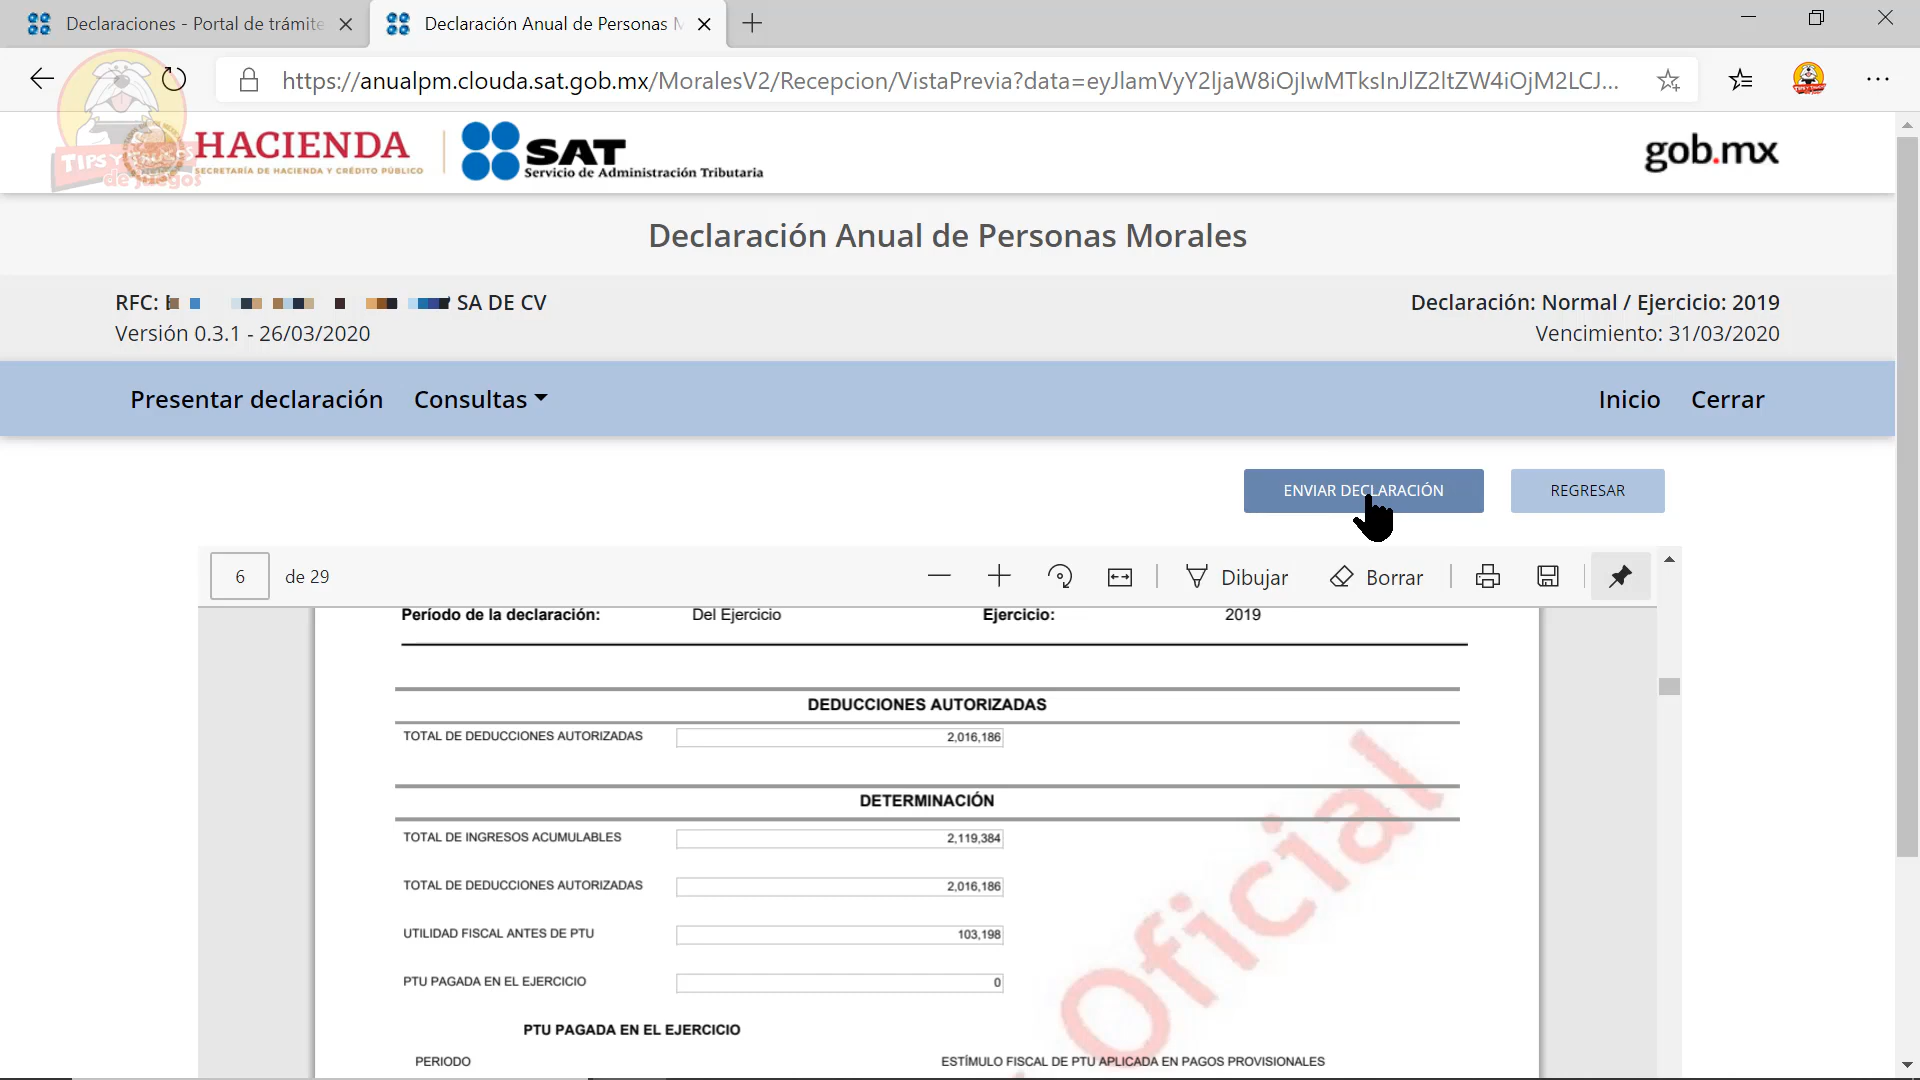 Declaraciones - Portal de trámite
Declaración Anual de Personas M
https://anualpm.clouda.sat.gob.mx/MoralesV2/Recepcion/VistaPrevia?data=eyJlamVyY2ljaW8iOjIwMTksInJlZ2ltZW4iOjM2LCJ...
TIPS Y TRUCOS
de juegos
HACIENDA
SECRETARÍA DE HACIENDA Y CRÉDITO PÚBLICO
SAT
Servicio de Administración Tributaria
gob.mx
Declaración Anual de Personas Morales
RFC: SA DE CV
Declaración: Normal / Ejercicio: 2019
Versión 0.3.1 - 26/03/2020
Vencimiento: 31/03/2020
Presentar declaración Consultas
Inicio Cerrar
ENVIAR DECLARACIÓN
REGRESAR
6 de 29
Dibujar
Borrar
Período de la declaración: Del Ejercicio Ejercicio: 2019
DEDUCCIONES AUTORIZADAS
TOTAL DE DEDUCCIONES AUTORIZADAS 2,016,186
DETERMINACIÓN
TOTAL DE INGRESOS ACUMULABLES 2,119,384
TOTAL DE DEDUCCIONES AUTORIZADAS 2,016,186
UTILIDAD FISCAL ANTES DE PTU 103,198
PTU PAGADA EN EL EJERCICIO 0
PTU PAGADA EN EL EJERCICIO
PERIODO ESTÍMULO FISCAL DE PTU APLICADA EN PAGOS PROVISIONALES
Oficial